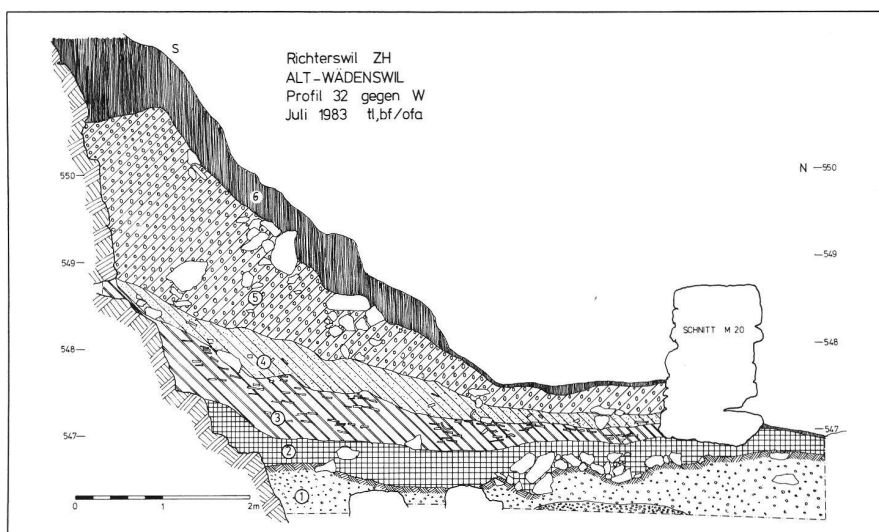 S
Richterswil ZH
ALT-WÄDENSWIL
Profil 32 gegen W
Juli 1983 tl,bf/ofa
550
N 550
6
549
549
5
SCHNITT M 20
548
548
4
3
547
547
2
1
0 1 2m